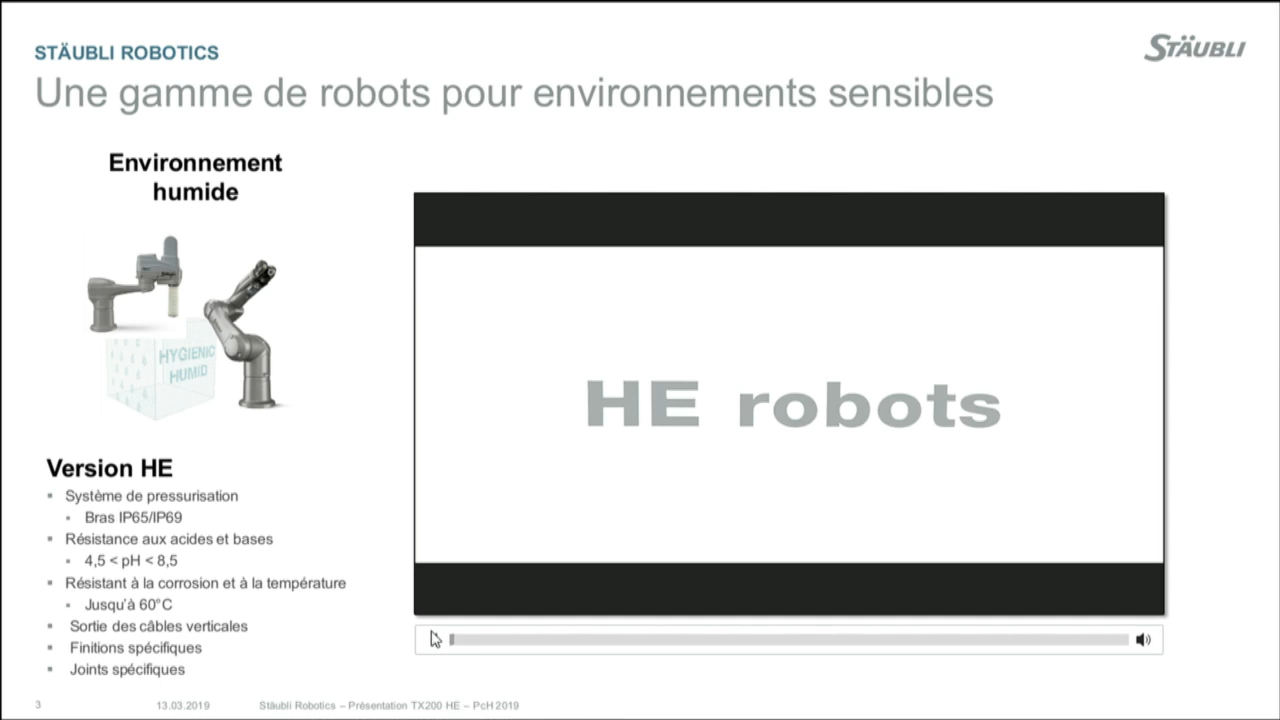 STÄUBLI ROBOTICS
STÄUBLI
Une gamme de robots pour environnements sensibles
Environnement
humide
HYGIENIC
HUMID
HE robots
Version HE
Système de pressurisation
Bras IP65/IP69
Résistance aux acides et bases
4,5 < pH < 8,5
Résistant à la corrosion et à la température
Jusqu'à 60°C
Sortie des câbles verticales
Finitions spécifiques
Joints spécifiques
3 13.03.2019 Stäubli Robotics – Présentation TX200 HE – PcH 2019